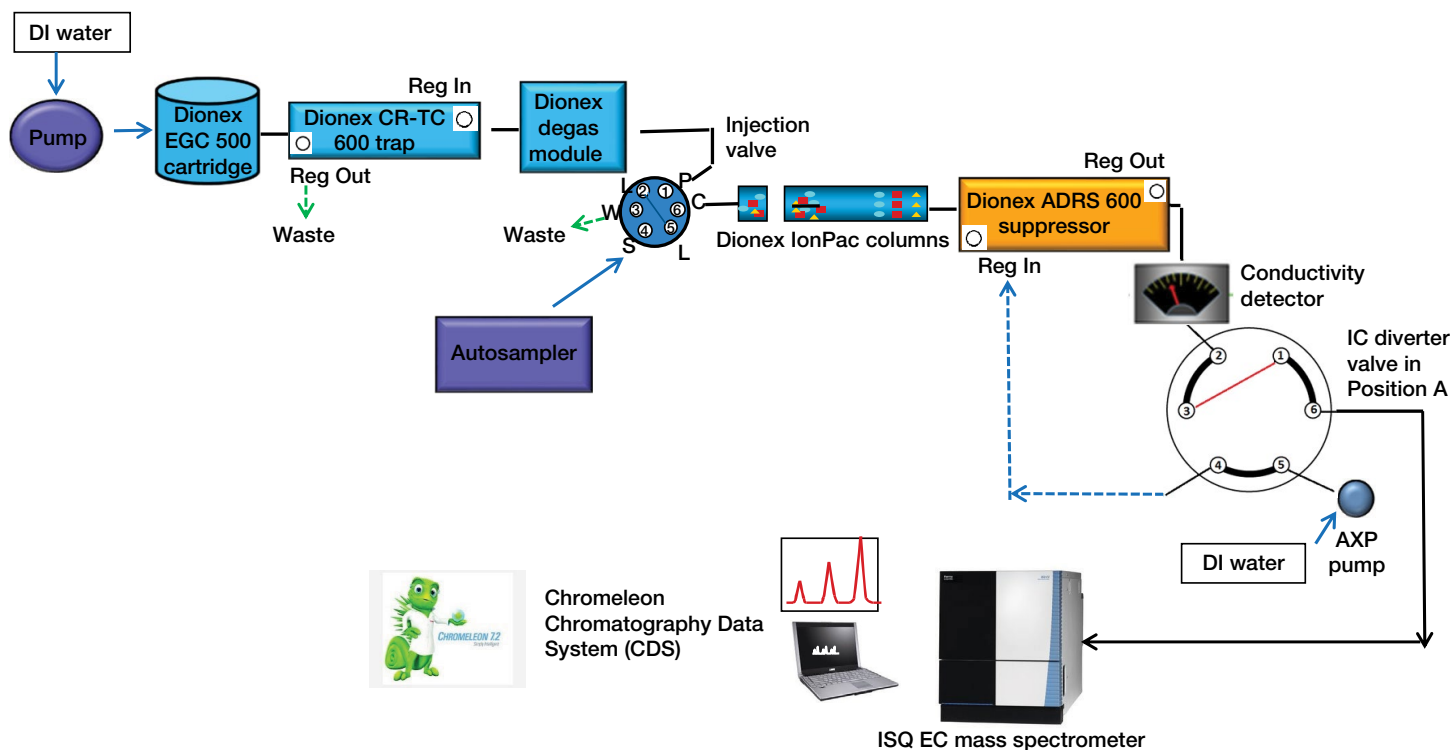 DI water
Pump
Dionex
EGC 500
cartridge
Reg In
Dionex CR-TC
600 trap
Reg Out
Waste
Dionex
degas
module
Injection
valve
L
P
C
W
S
L
2
1
3
6
4
5
Waste
Autosampler
Dionex IonPac columns
Reg Out
Dionex ADRS 600
suppressor
Reg In
Conductivity
detector
IC diverter
valve in
Position A
2
1
3
6
4
5
AXP
pump
DI water
CHROMELEON 7.2
Chromeleon
Chromatography Data
System (CDS)
ISQ EC mass spectrometer